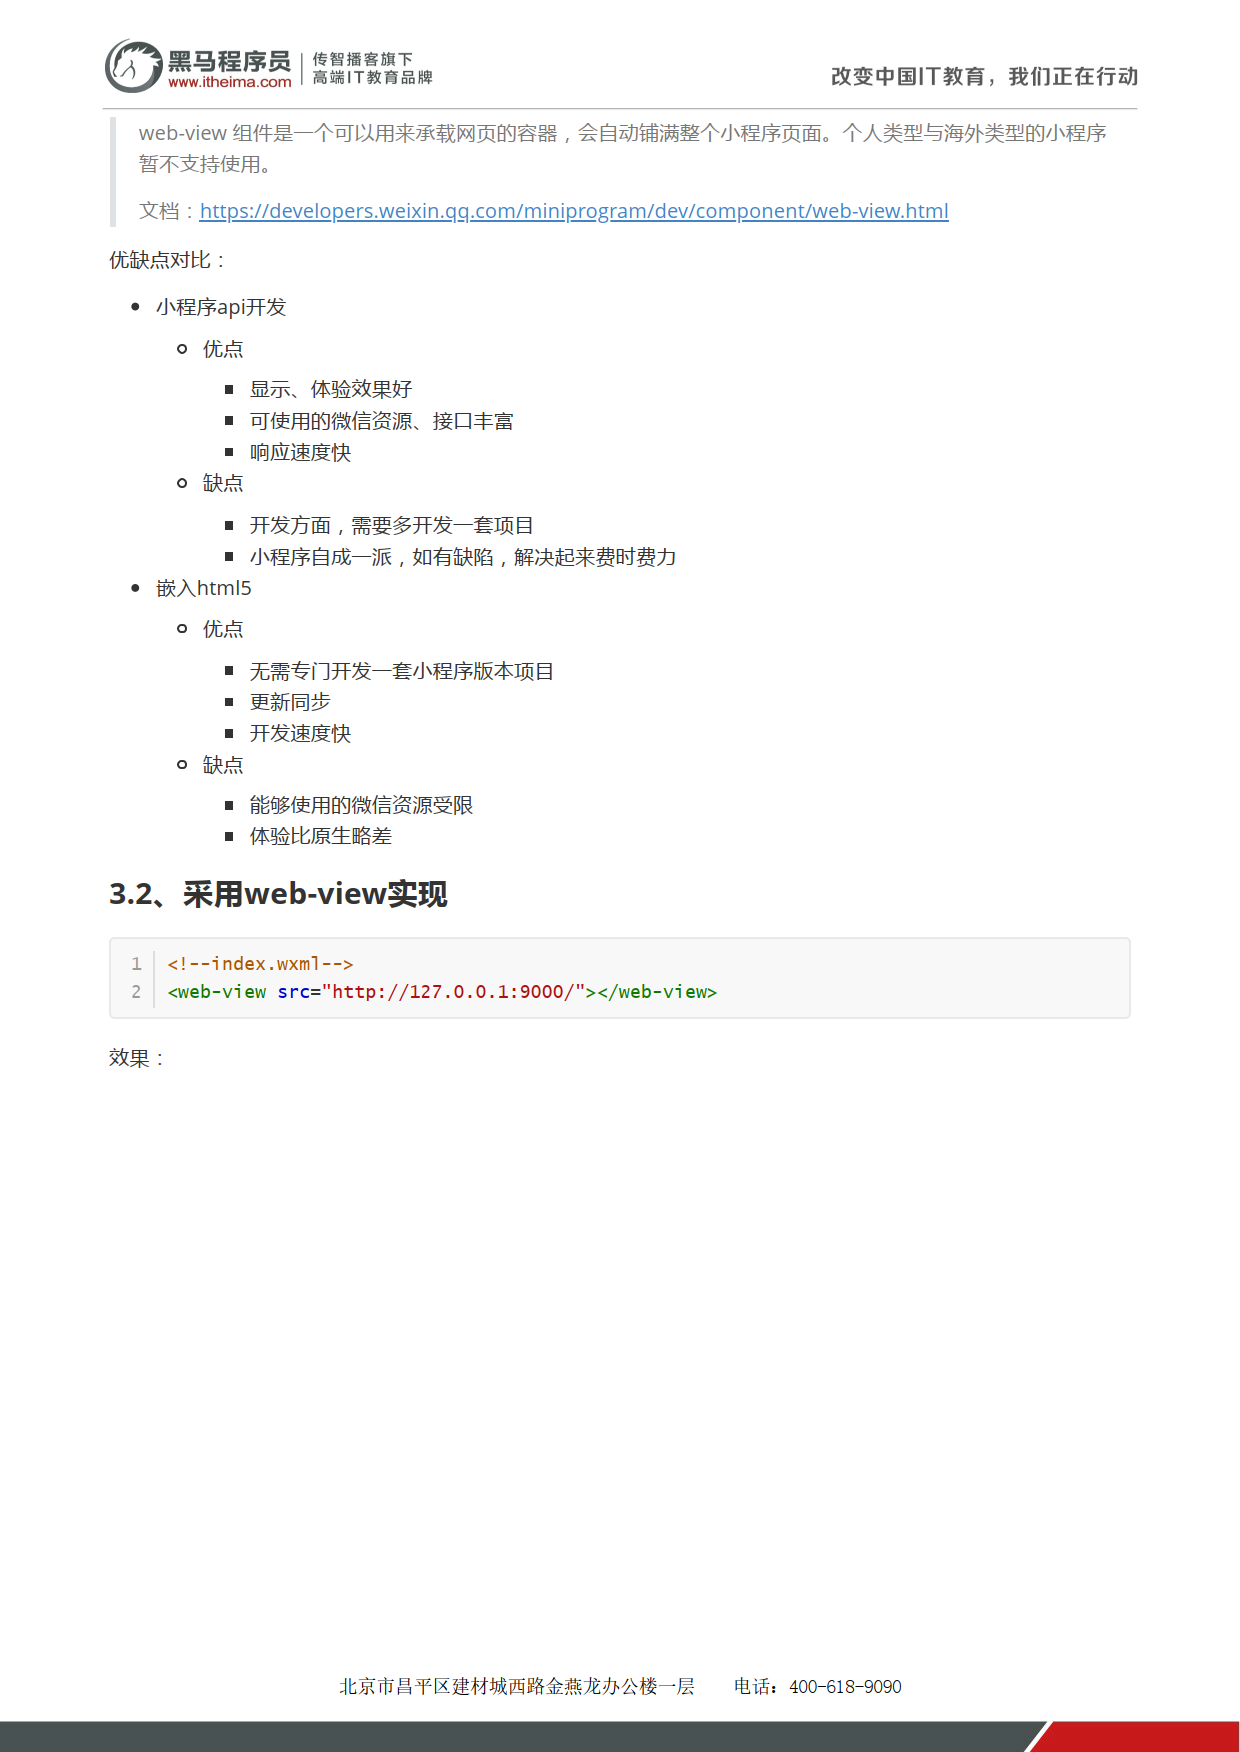 黑马程序员
www.itheima.com
传智播客旗下
高端IT教育品牌
改变中国IT教育，我们正在行动
web-view 组件是一个可以用来承载网页的容器，会自动铺满整个小程序页面。个人类型与海外类型的小程序
暂不支持使用。
文档：https://developers.weixin.qq.com/miniprogram/dev/component/web-view.html
优缺点对比：
小程序api开发
优点
显示、体验效果好
可使用的微信资源、接口丰富
响应速度快
缺点
开发方面，需要多开发一套项目
小程序自成一派，如有缺陷，解决起来费时费力
嵌入html5
优点
无需专门开发一套小程序版本项目
更新同步
开发速度快
缺点
能够使用的微信资源受限
体验比原生略差
3.2、采用web-view实现
1 <!--index.wxml-->
2 <web-view src="http://127.0.0.1:9000/"></web-view>
效果：
北京市昌平区建材城西路金燕龙办公楼一层 电话：400-618-9090